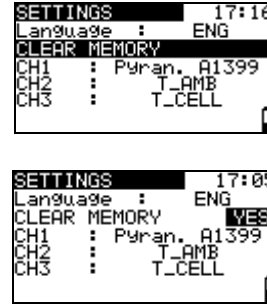 SETTINGS 17:16
Language : ENG
CLEAR MEMORY
CH1 : Pyran. A1399
CH2 : T_AMB
CH3 : T_CELL
SETTINGS 17:05
Language : ENG
CLEAR MEMORY YES
CH1 : Pyran. A1399
CH2 : T_AMB
CH3 : T_CELL